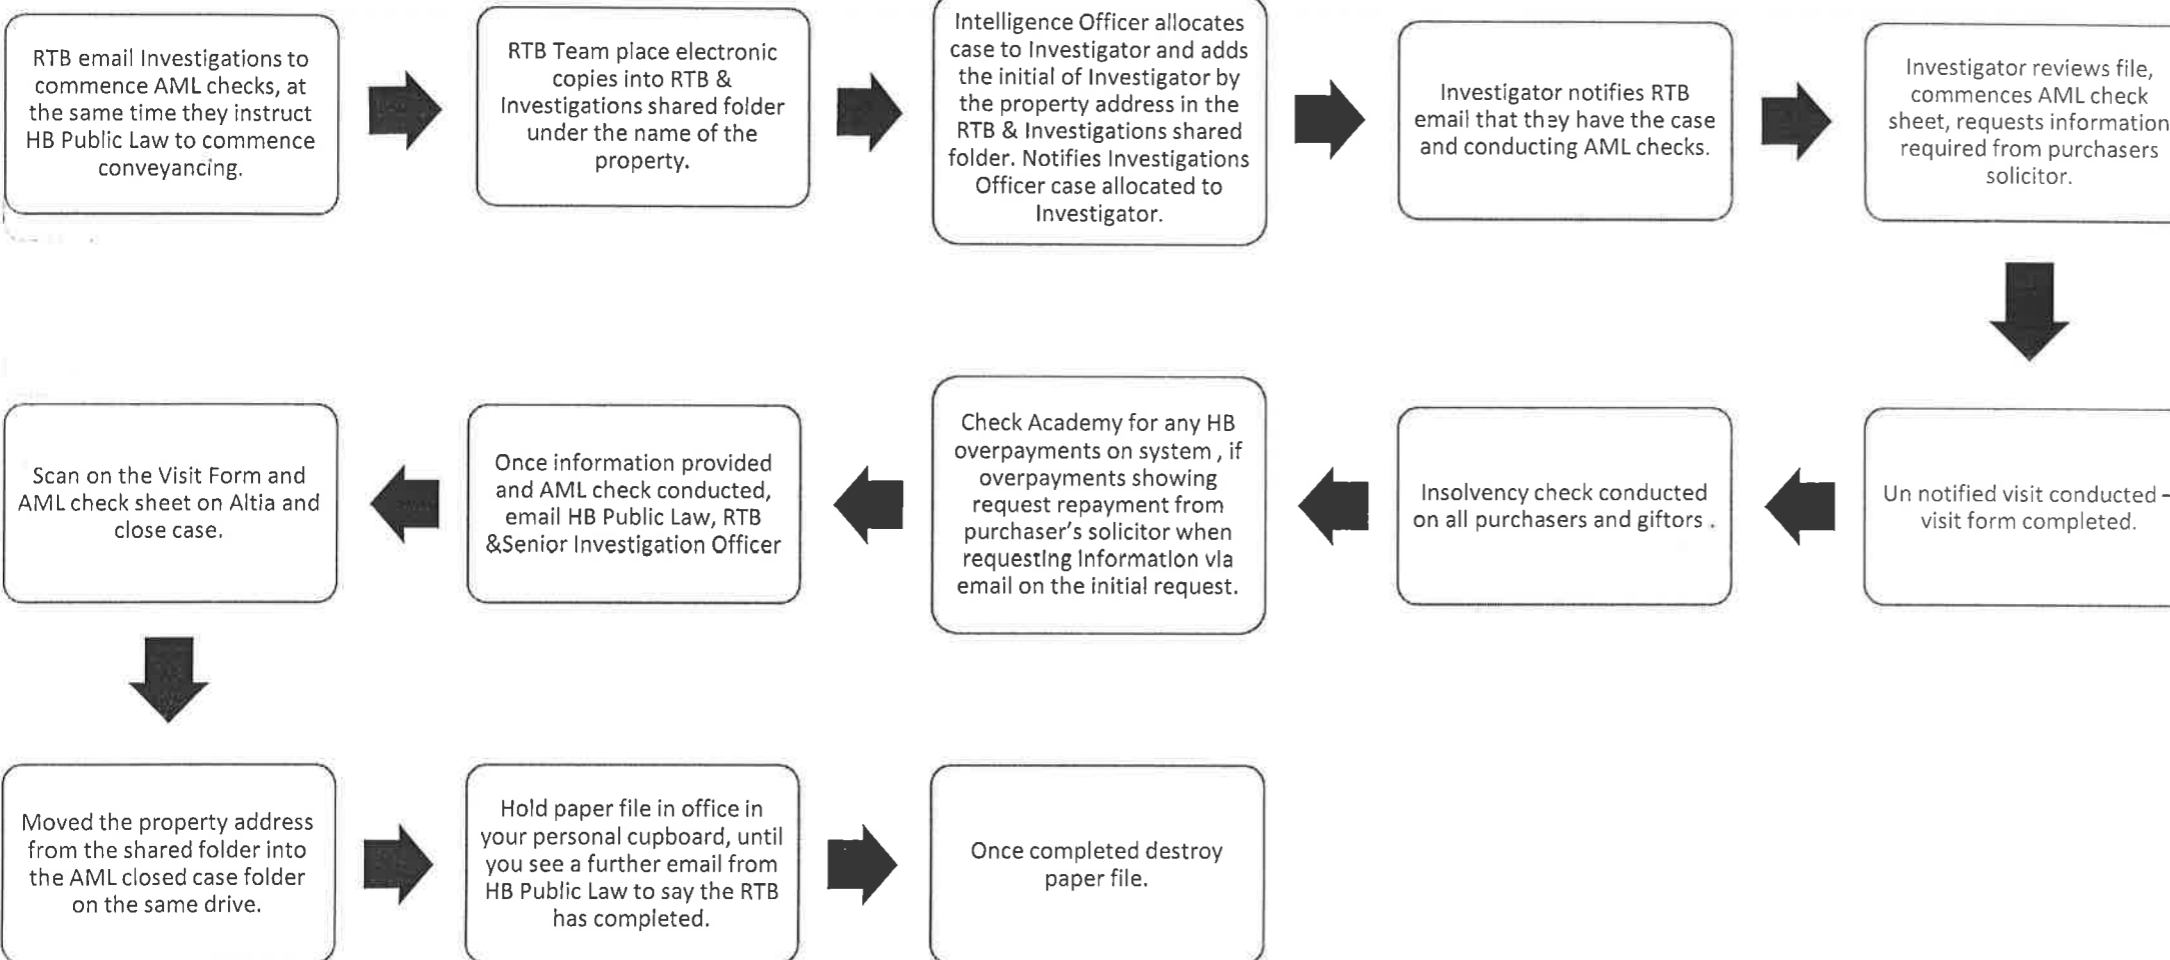 RTB email Investigations to
commence AML checks, at
the same time they instruct
HB Public Law to commence
conveyancing.
RTB Team place electronic
copies into RTB &
Investigations shared folder
under the name of the
property.
Intelligence Officer allocates
case to Investigator and adds
the initial of Investigator by
the property address in the
RTB & Investigations shared
folder. Notifies Investigations
Officer case allocated to
Investigator.
Investigator notifies RTB
email that they have the case
and conducting AML checks.
Investigator reviews file,
commences AML check
sheet, requests information
required from purchasers
solicitor.
Un notified visit conducted –
visit form completed.
Insolvency check conducted
on all purchasers and giftors .
Check Academy for any HB
overpayments on system , if
overpayments showing
request repayment from
purchaser's solicitor when
requesting information via
email on the initial request.
Once information provided
and AML check conducted,
email HB Public Law, RTB
&Senior Investigation Officer
Scan on the Visit Form and
AML check sheet on Altia and
close case.
Moved the property address
from the shared folder into
the AML closed case folder
on the same drive.
Hold paper file in office in
your personal cupboard, until
you see a further email from
HB Public Law to say the RTB
has completed.
Once completed destroy
paper file.